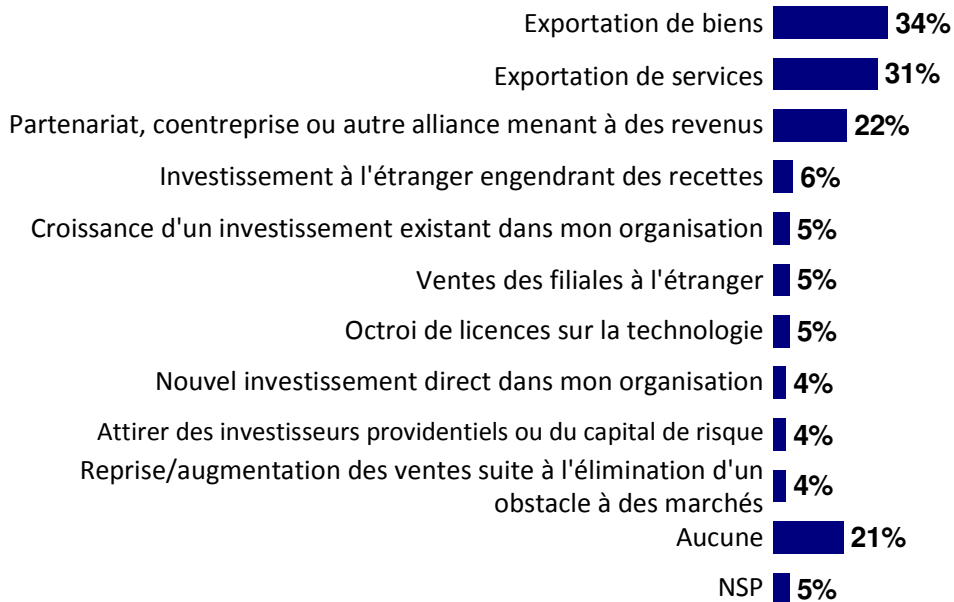 Exportation de biens 34%
Exportation de services 31%
Partenariat, coentreprise ou autre alliance menant à des revenus 22%
Investissement à l'étranger engendrant des recettes 6%
Croissance d'un investissement existant dans mon organisation 5%
Ventes des filiales à l'étranger 5%
Octroi de licences sur la technologie 5%
Nouvel investissement direct dans mon organisation 4%
Attirer des investisseurs providentiels ou du capital de risque 4%
Reprise/augmentation des ventes suite à l'élimination d'un
obstacle à des marchés 4%
Aucune 21%
NSP 5%